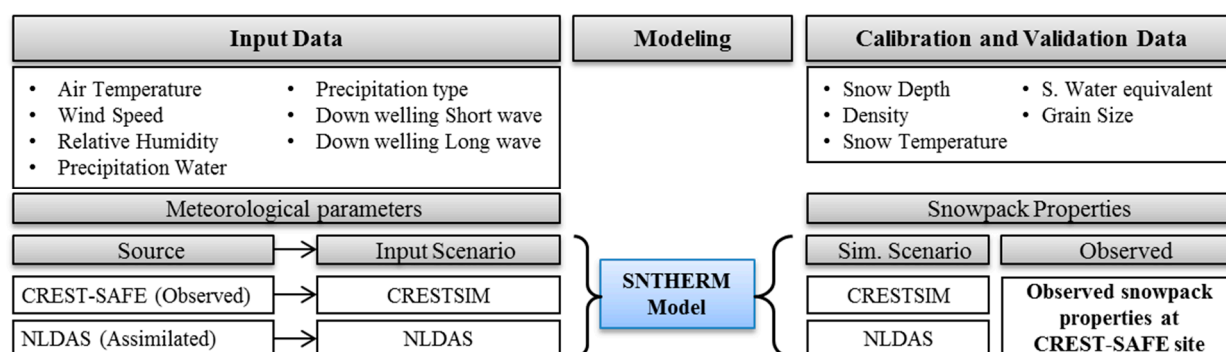 Input Data
Modeling
Calibration and Validation Data
• Air Temperature
• Wind Speed
• Relative Humidity
• Precipitation Water
• Precipitation type
• Down welling Short wave
• Down welling Long wave
• Snow Depth
• Density
• Snow Temperature
• S. Water equivalent
• Grain Size
Meteorological parameters
Snowpack Properties
Source
Input Scenario
Sim. Scenario
Observed
CREST-SAFE (Observed)
CRESTSIM
NLDAS (Assimilated)
NLDAS
SNTHERM
Model
CRESTSIM
NLDAS
Observed snowpack
properties at
CREST-SAFE site